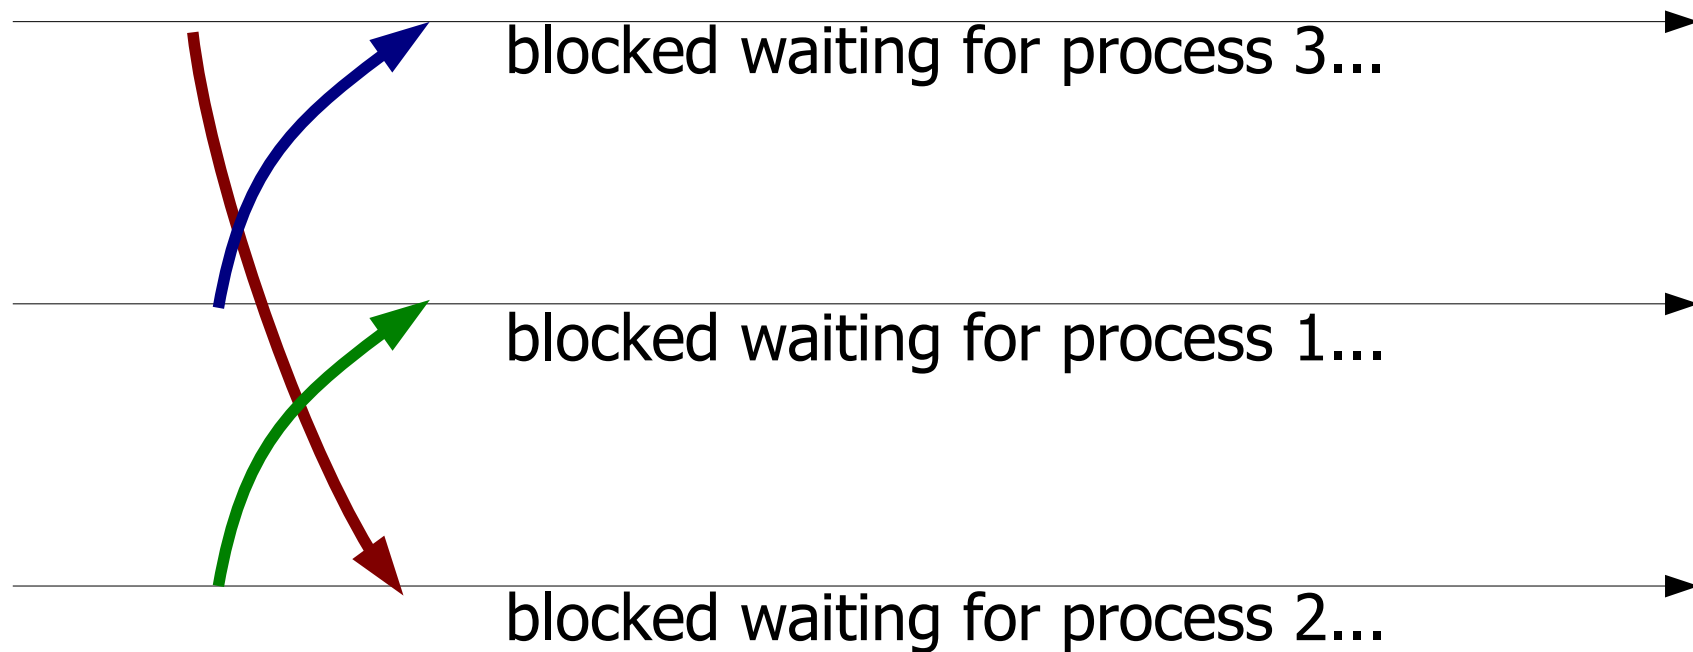 blocked waiting for process 3...
blocked waiting for process 1...
blocked waiting for process 2...